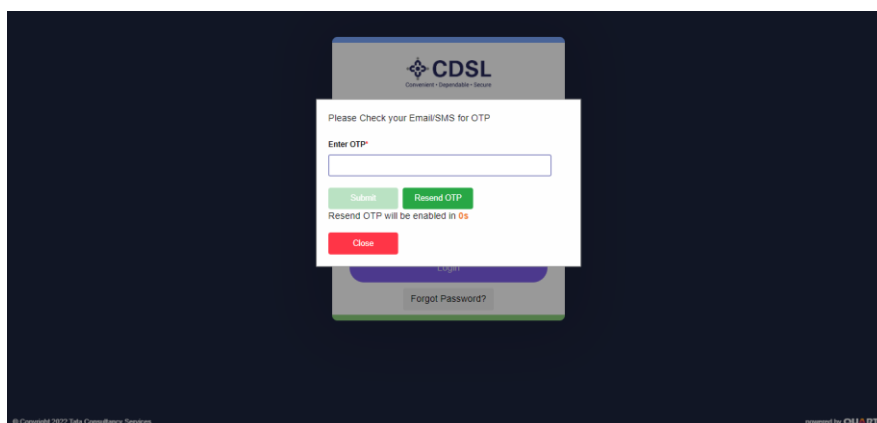 CDSL
Convenient • Dependable • Secure
Please Check your Email/SMS for OTP
Enter OTP*
Submit Resend OTP
Resend OTP will be enabled in 0s
Close
Login
Forgot Password?
© Copyright 2022 Tata Consultancy Services powered by